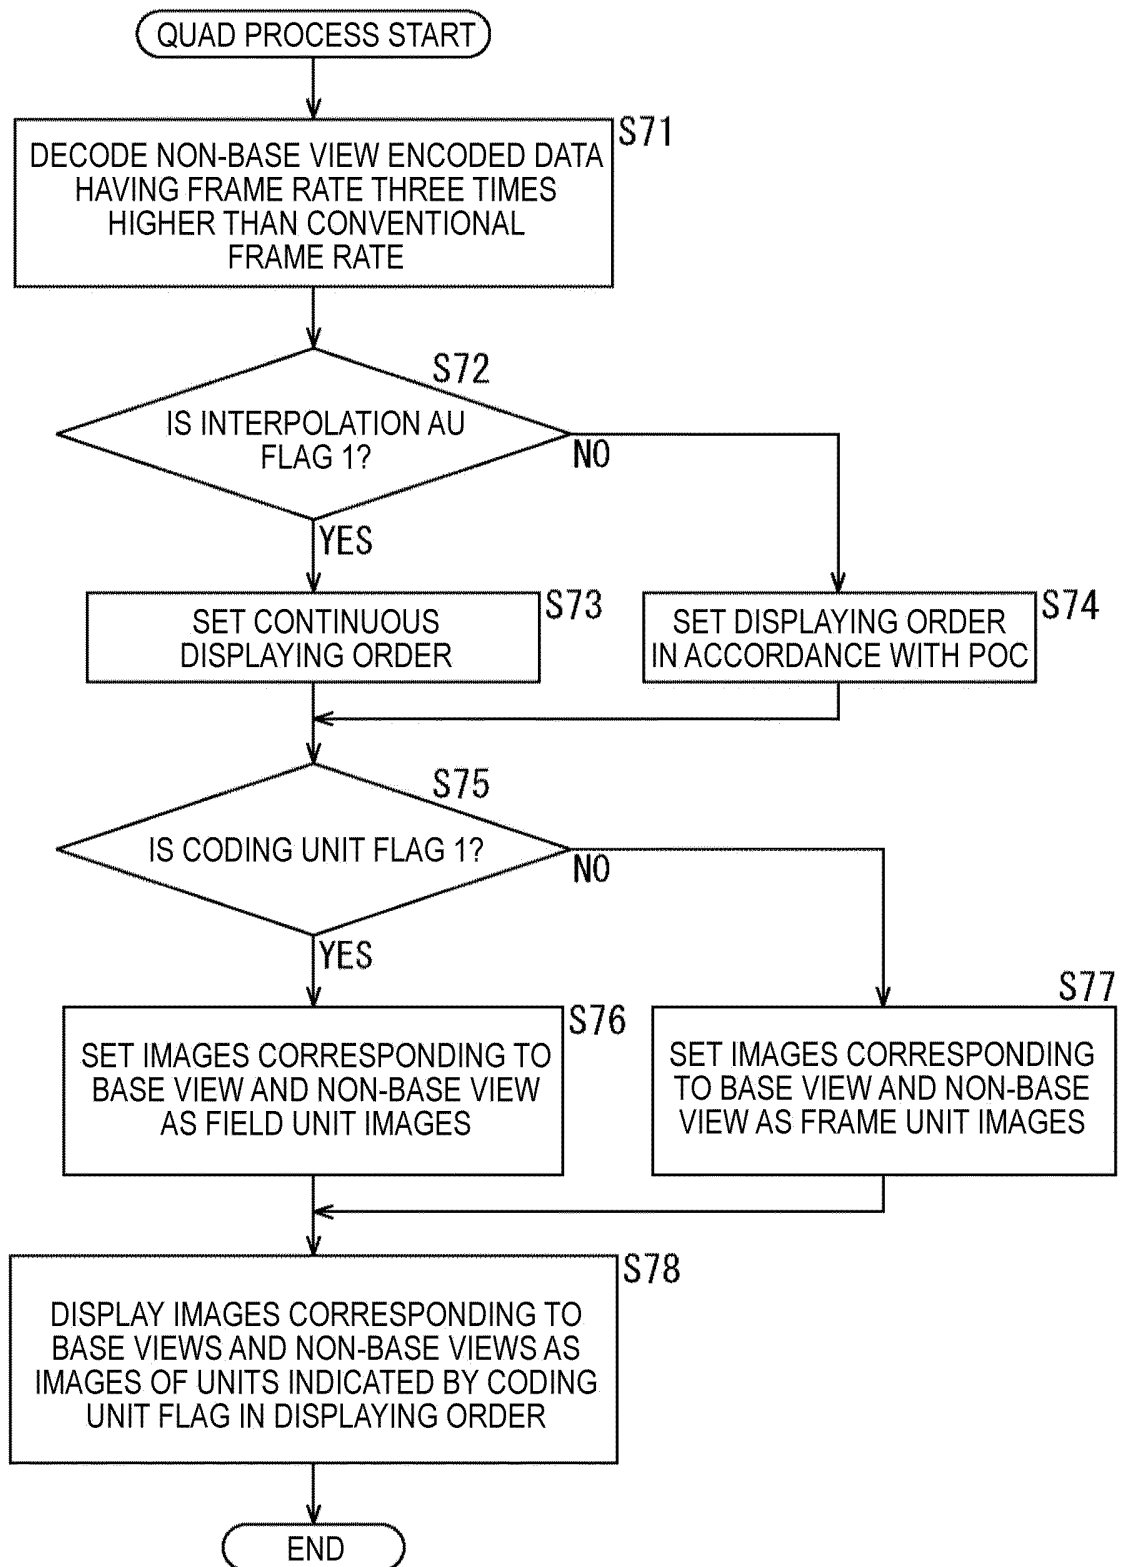 QUAD PROCESS START
S71
DECODE NON-BASE VIEW ENCODED DATA
HAVING FRAME RATE THREE TIMES
HIGHER THAN CONVENTIONAL
FRAME RATE
S72
IS INTERPOLATION AU
FLAG 1?
NO
YES
S73
SET CONTINUOUS
DISPLAYING ORDER
S74
SET DISPLAYING ORDER
IN ACCORDANCE WITH POC
S75
IS CODING UNIT FLAG 1?
NO
YES
S76
SET IMAGES CORRESPONDING TO
BASE VIEW AND NON-BASE VIEW
AS FIELD UNIT IMAGES
S77
SET IMAGES CORRESPONDING
TO BASE VIEW AND NON-BASE
VIEW AS FRAME UNIT IMAGES
S78
DISPLAY IMAGES CORRESPONDING TO
BASE VIEWS AND NON-BASE VIEWS AS
IMAGES OF UNITS INDICATED BY CODING
UNIT FLAG IN DISPLAYING ORDER
END